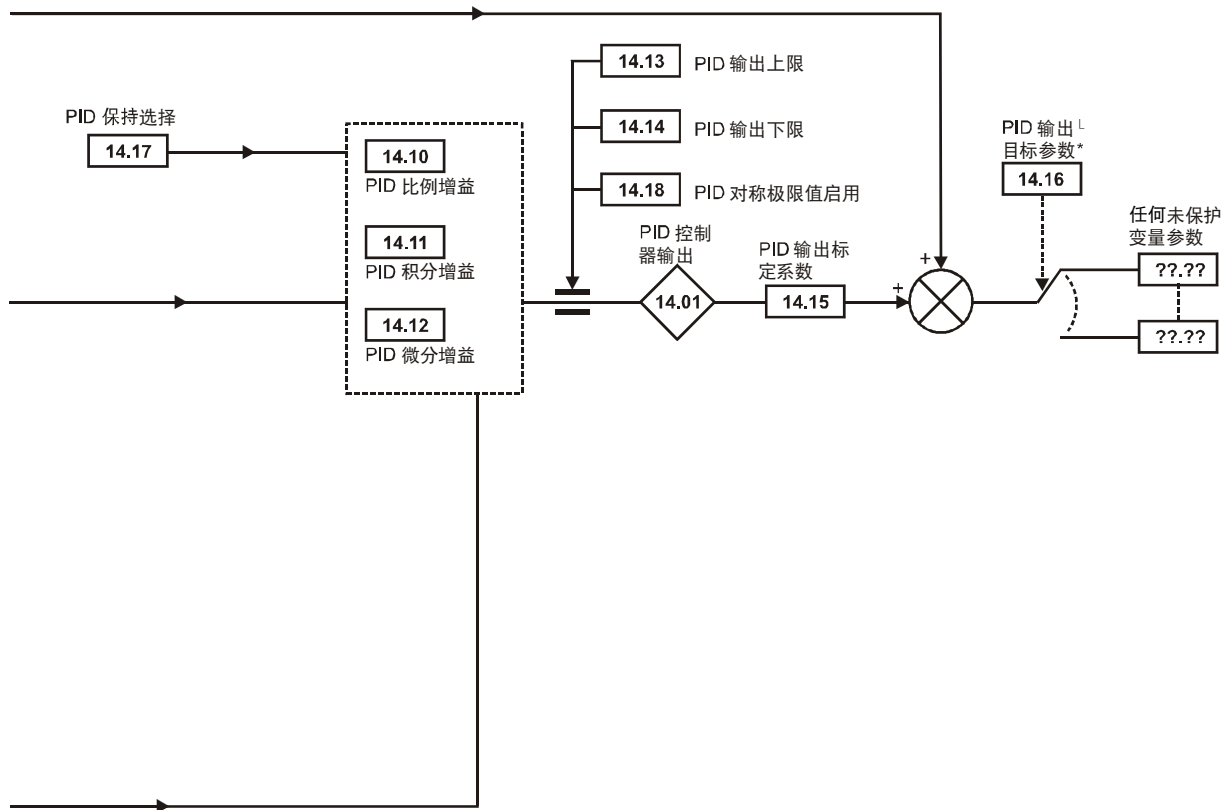 14.13 PID 输出上限
PID 保持选择
14.17
14.14 PID 输出下限
14.10
PID 比例增益
14.18 PID 对称极限值启用
14.11
PID 积分增益
14.12
PID 微分增益
PID 控制
器输出
14.01
PID 输出标
定系数
14.15
+
+
PID 输出└
目标参数*
14.16
任何未保护
变量参数
??.??
??.??